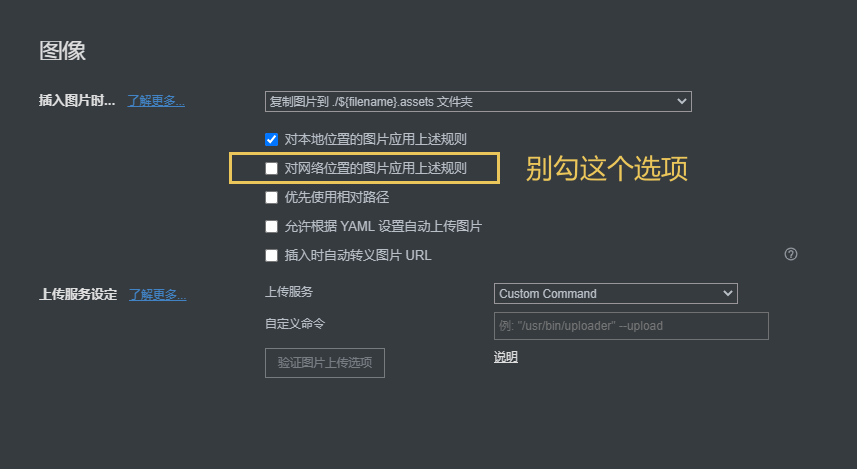 图像
插入图片时... 了解更多... 复制图片到 ./${filename}.assets 文件夹
对本地位置的图片应用上述规则
对网络位置的图片应用上述规则 别勾这个选项
优先使用相对路径
允许根据 YAML 设置自动上传图片
插入时自动转义图片 URL
上传服务设定 了解更多... 上传服务 Custom Command
自定义命令 例: "/usr/bin/uploader" --upload
验证图片上传选项 说明